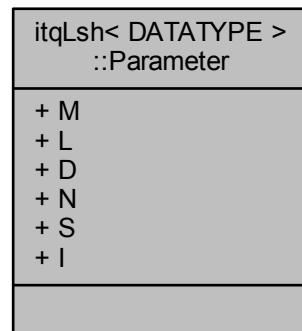 itqLsh< DATATYPE >
::Parameter
+ M
+ L
+ D
+ N
+ S
+ I